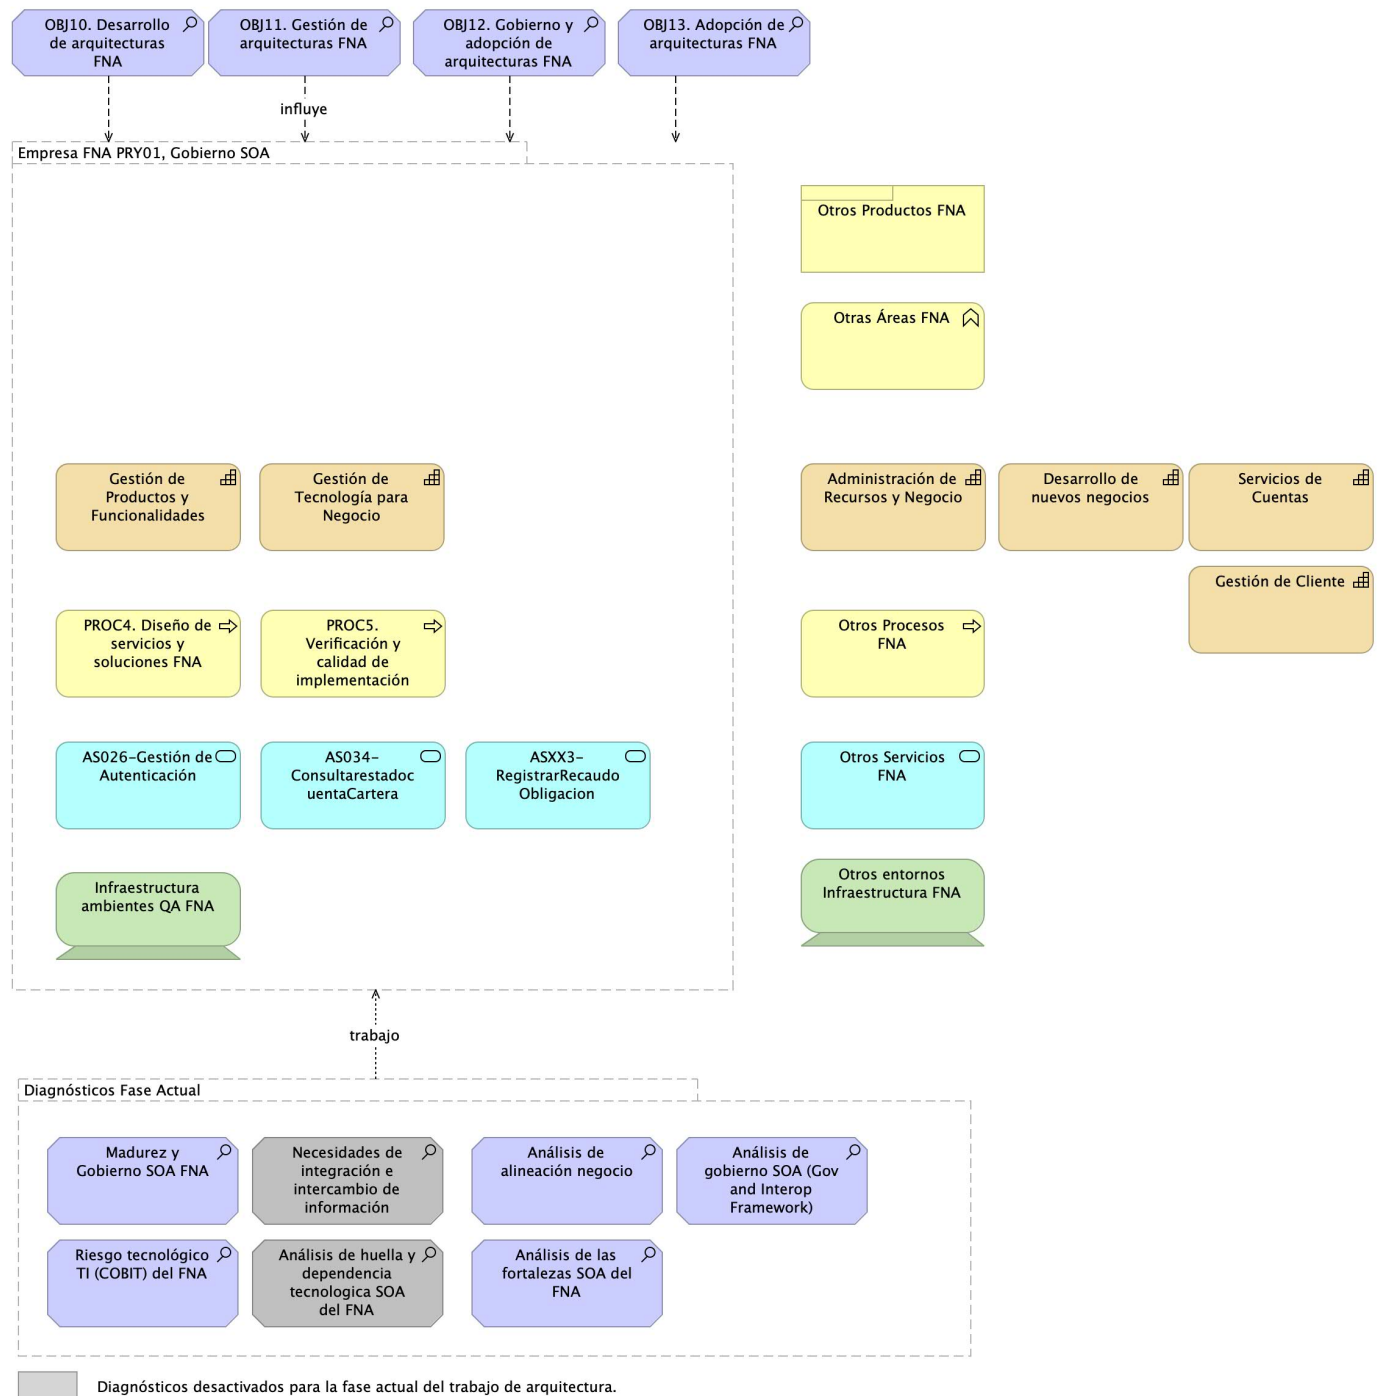 OBJ10. Desarrollo
de arquitecturas
FNA
OBJ11. Gestión de
arquitecturas FNA
OBJ12. Gobierno y
adopción de
arquitecturas FNA
OBJ13. Adopción de
arquitecturas FNA
influye
Empresa FNA PRY01, Gobierno SOA
Otros Productos FNA
Otras Áreas FNA
Gestión de
Productos y
Funcionalidades
Gestión de
Tecnología para
Negocio
Administración de
Recursos y Negocio
Desarrollo de
nuevos negocios
Servicios de
Cuentas
Gestión de Cliente
PROC4. Diseño de
servicios y
soluciones FNA
PROC5.
Verificación y
calidad de
implementación
Otros Procesos
FNA
AS026-Gestión de
Autenticación
AS034-
Consultarestadoc
uentaCartera
ASXX3-
RegistrarRecaudo
Obligacion
Otros Servicios
FNA
Infraestructura
ambientes QA FNA
Otros entornos
Infraestructura FNA
trabajo
Diagnósticos Fase Actual
Madurez y
Gobierno SOA FNA
Necesidades de
integración e
intercambio de
información
Análisis de
alineación negocio
Análisis de
gobierno SOA (Gov
and Interop
Framework)
Riesgo tecnológico
TI (COBIT) del FNA
Análisis de huella y
dependencia
tecnologica SOA
del FNA
Análisis de las
fortalezas SOA del
FNA
Diagnósticos desactivados para la fase actual del trabajo de arquitectura.